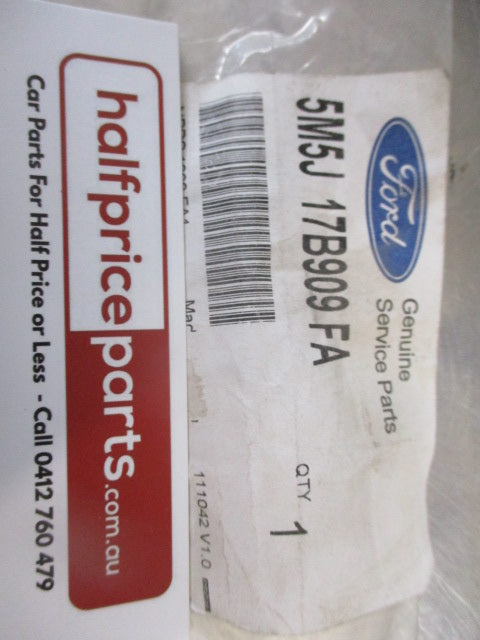 Ford
Genuine
Service Parts
5M5J 17B909 FA
QTY 1
111042 V1.0
halfpriceparts.com.au
Car Parts For Half Price or Less - Call 0412 760 479